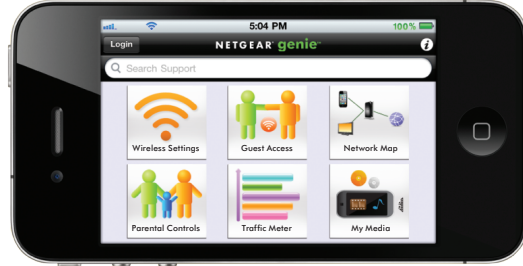 5:04 PM
100%
Login
NETGEAR® genie™
Search Support
Wireless Settings
Guest Access
Network Map
Parental Controls
Traffic Meter
My Media